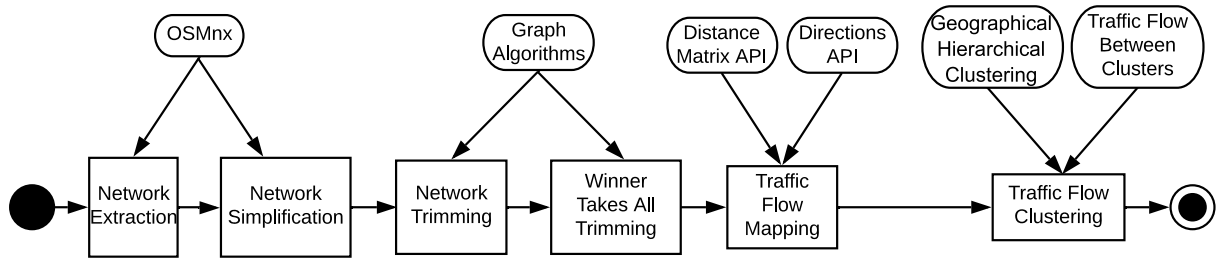 OSMnx
Graph
Algorithms
Distance
Matrix API
Directions
API
Geographical
Hierarchical
Clustering
Traffic Flow
Between
Clusters
Network
Extraction
Network
Simplification
Network
Trimming
Winner
Takes All
Trimming
Traffic
Flow
Mapping
Traffic Flow
Clustering